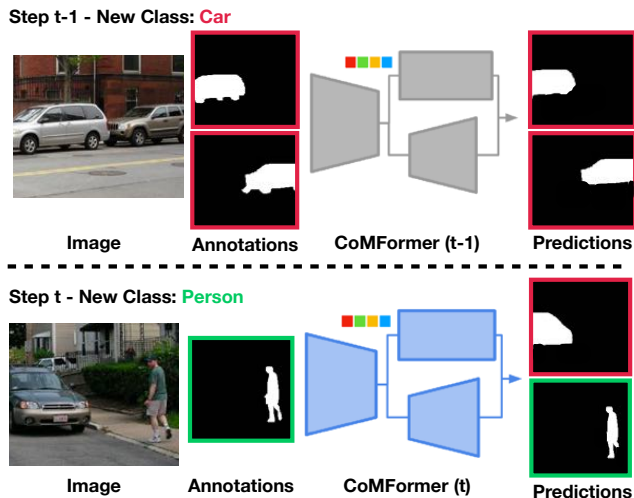 Step t-1 - New Class: Car
Image
Annotations
CoMFormer (t-1)
Predictions
Step t - New Class: Person
Image
Annotations
CoMFormer (t)
Predictions